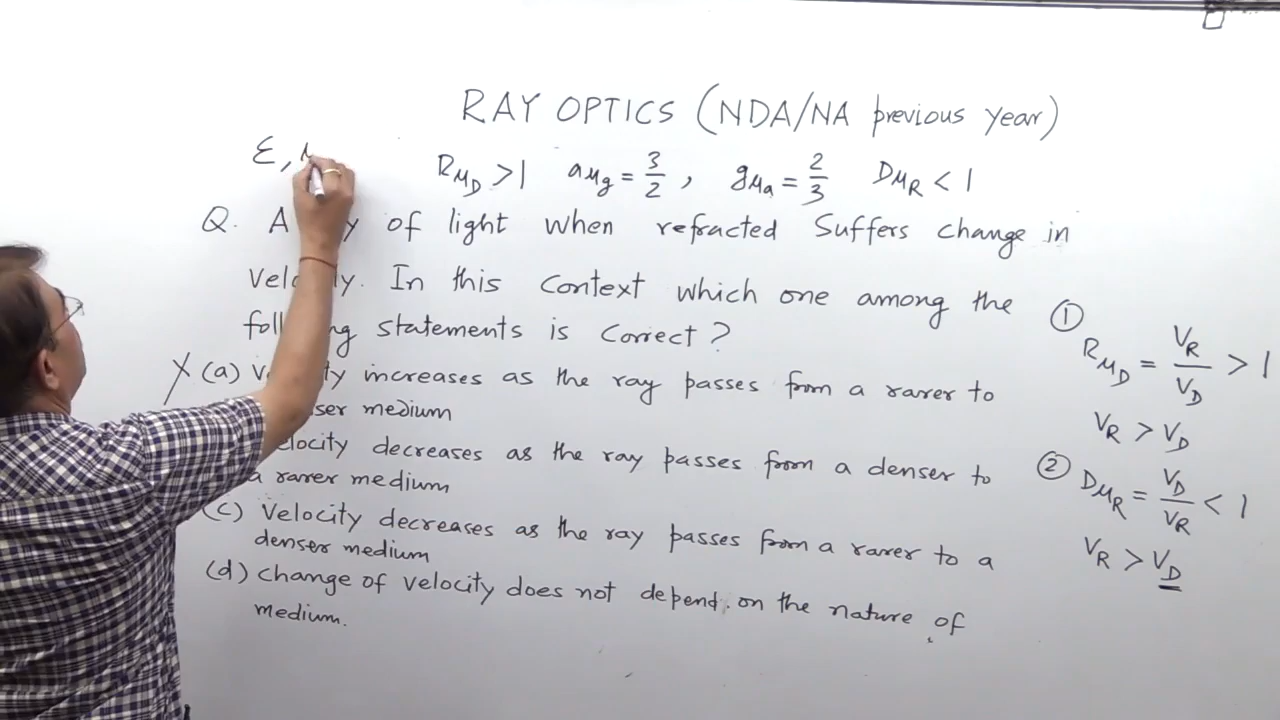 RAY OPTICS (NDA/NA previous year)
ε,
RμD > 1 aμg = 3/2 , gμa = 2/3 DμR < 1
Q. A of light when refracted Suffers change in
In this Context which one among the
statements is Correct ?
X (a) increases as the ray passes from a rarer to
medium
decreases as the ray passes from a denser to
a rarer medium
(c) Velocity decreases as the ray passes from a rarer to a
denser medium
(d) Change of velocity does not depend on the nature of
medium.
①
RμD = VR/VD > 1
VR > VD
②
DμR = VD/VR < 1
VR > VD